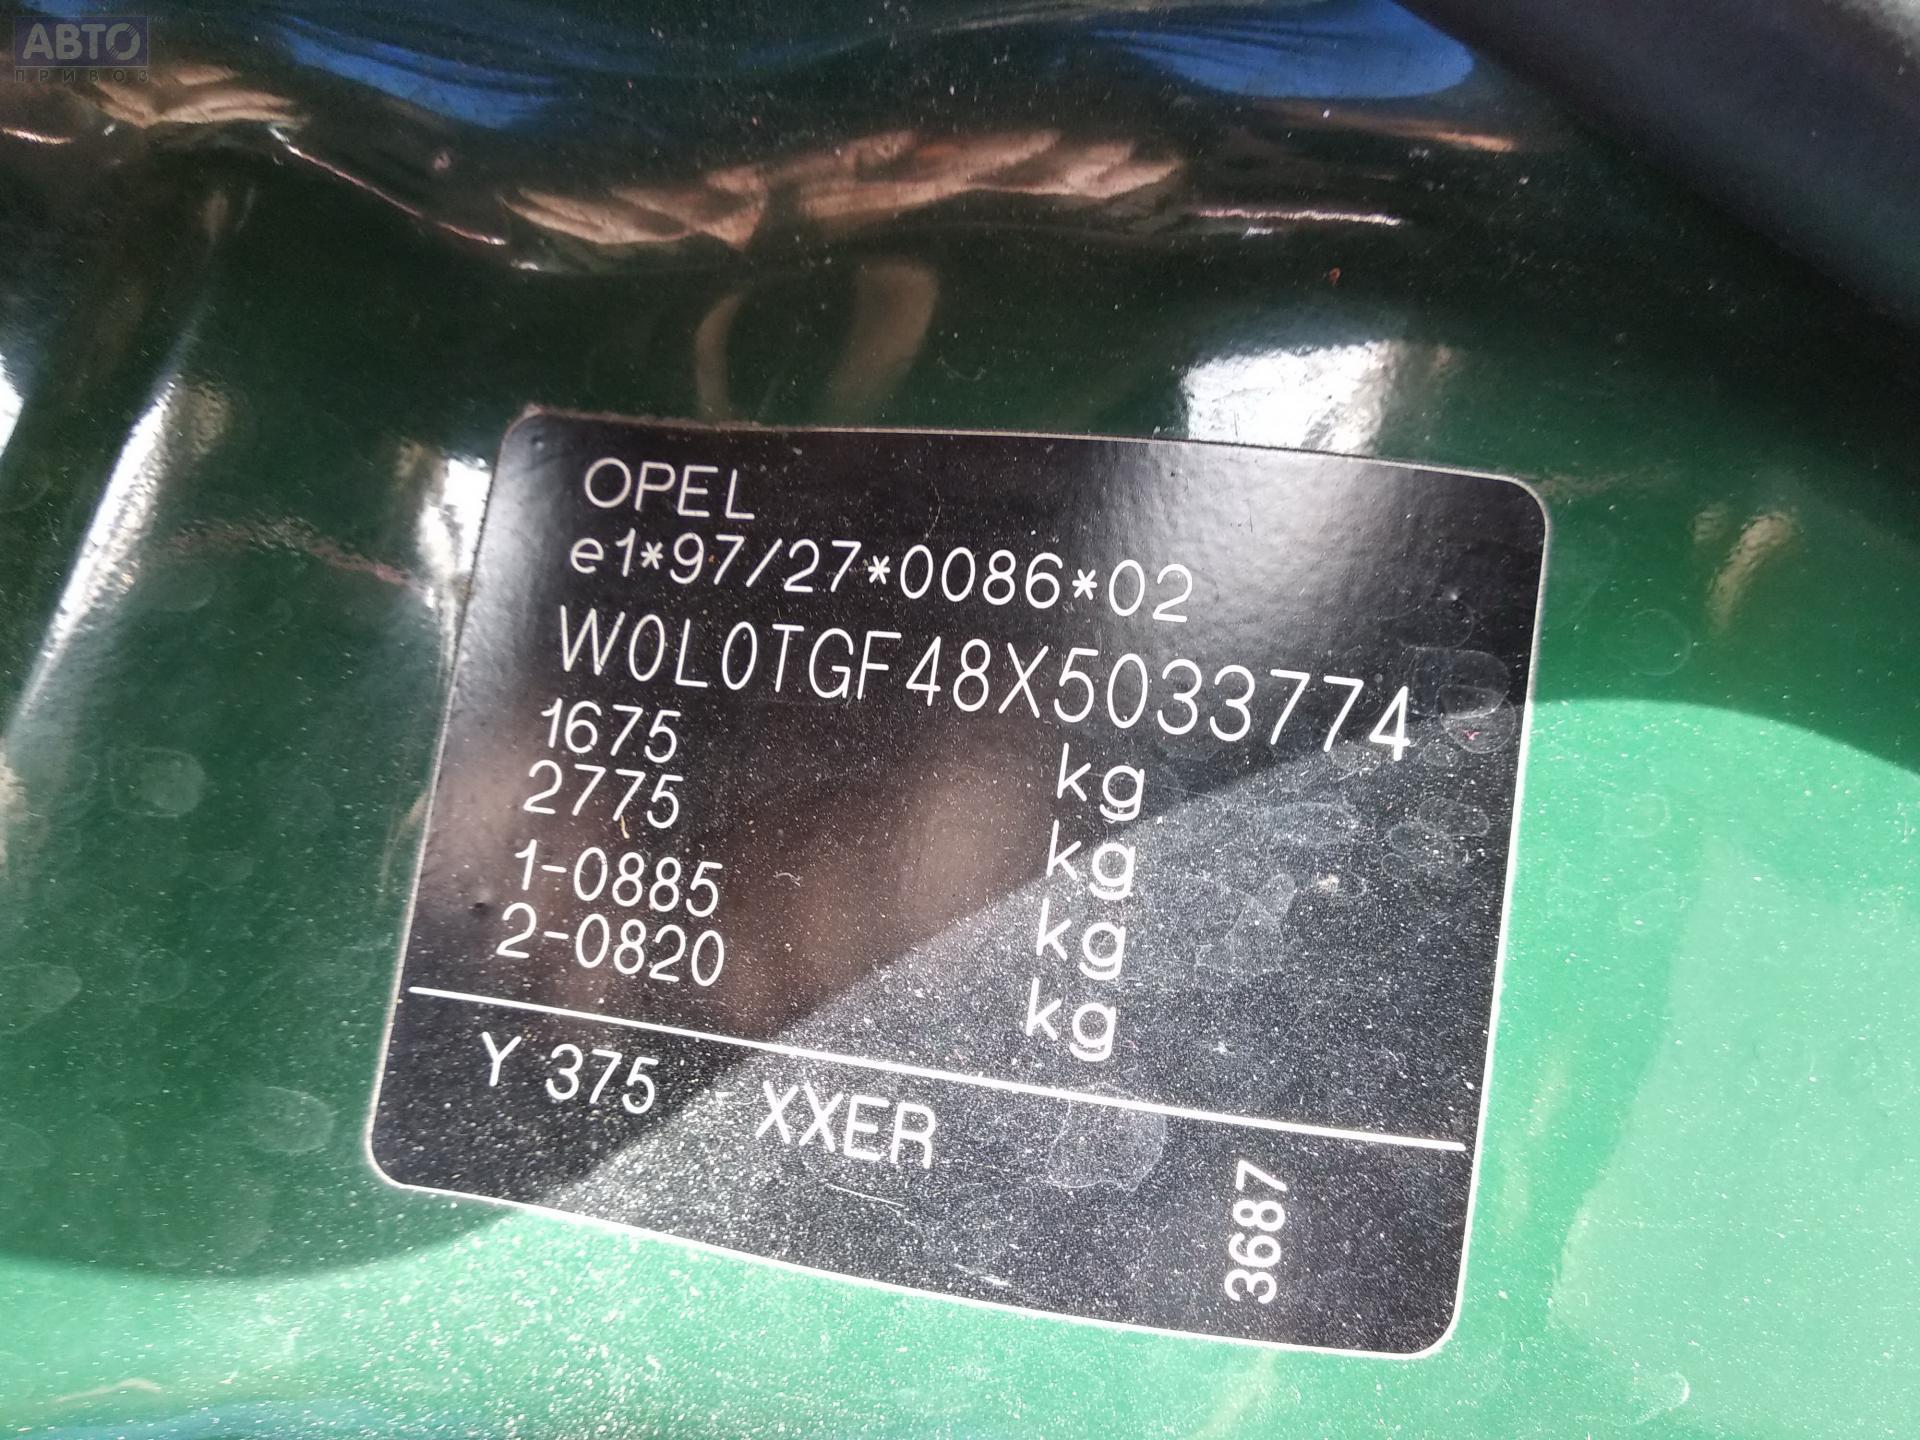 АВТО
ПРИВОЗ
OPEL
e1*97/27*0086*02
W0L0TGF48X5033774
1675 kg
2775 kg
1-0885 kg
2-0820 kg
Y 375 XXER
3687